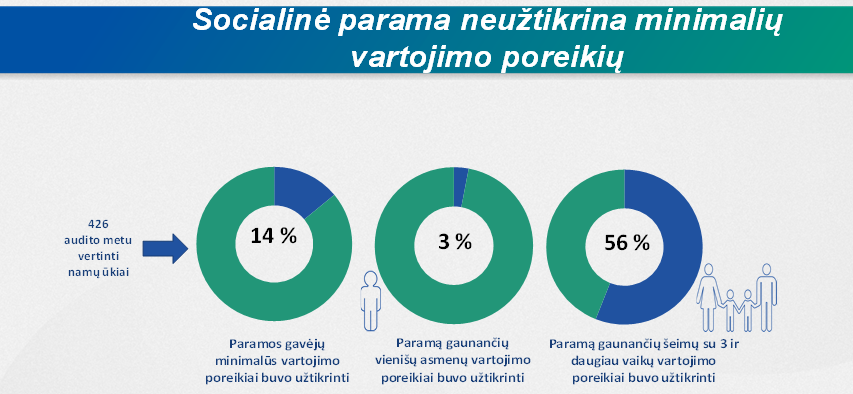 Socialinė parama neužtikrina minimalių
vartojimo poreikių
426
audito metu
vertinti
namų ūkiai
14 %
3 %
56 %
Paramos gavėjų
minimalūs vartojimo
poreikiai buvo užtikrinti
Paramą gaunančių
vienišų asmenų vartojimo
poreikiai buvo užtikrinti
Paramą gaunančių šeimų su 3 ir
daugiau vaikų vartojimo
poreikiai buvo užtikrinti